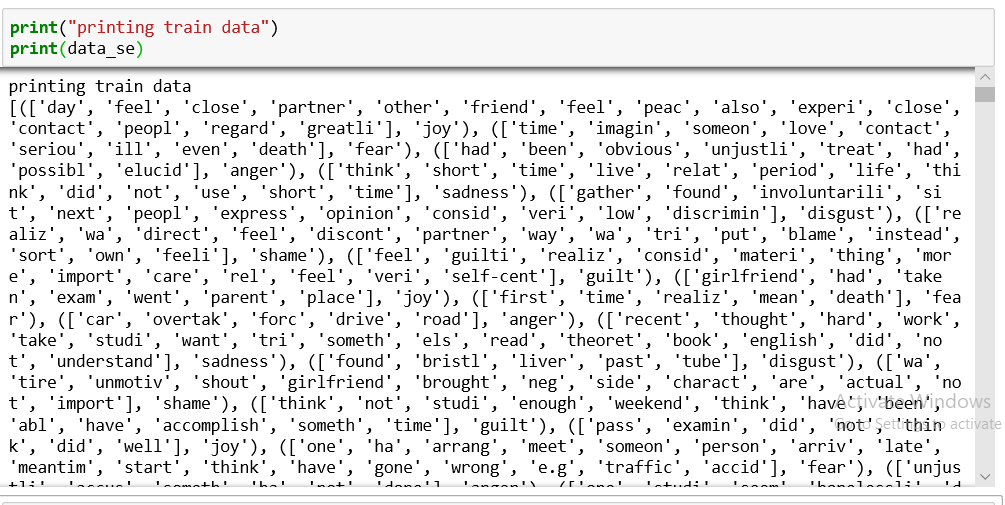 print("printing train data")
print(data_se)
printing train data
[(['day', 'feel', 'close', 'partner', 'other', 'friend', 'feel', 'peac', 'also', 'experi', 'close',
'contact', 'peopl', 'regard', 'greatli'], 'joy'), (['time', 'imagin', 'someon', 'love', 'contact',
'seriou', 'ill', 'even', 'death'], 'fear'), (['had', 'been', 'obvious', 'unjustli', 'treat', 'had',
'possibl', 'elucid'], 'anger'), (['think', 'short', 'time', 'live', 'relat', 'period', 'life', 'thi
nk', 'did', 'not', 'use', 'short', 'time'], 'sadness'), (['gather', 'found', 'involuntarili', 'si
t', 'next', 'peopl', 'express', 'opinion', 'consid', 'veri', 'low', 'discrimin'], 'disgust'), (['re
aliz', 'wa', 'direct', 'feel', 'discont', 'partner', 'way', 'wa', 'tri', 'put', 'blame', 'instead',
'sort', 'own', 'feeli'], 'shame'), (['feel', 'guilti', 'realiz', 'consid', 'materi', 'thing', 'mor
e', 'import', 'care', 'rel', 'feel', 'veri', 'self-cent'], 'guilt'), (['girlfriend', 'had', 'take
n', 'exam', 'went', 'parent', 'place'], 'joy'), (['first', 'time', 'realiz', 'mean', 'death'], 'fea
r'), (['car', 'overtak', 'forc', 'drive', 'road'], 'anger'), (['recent', 'thought', 'hard', 'work',
'take', 'studi', 'want', 'tri', 'someth', 'els', 'read', 'theoret', 'book', 'english', 'did', 'no
t', 'understand'], 'sadness'), (['found', 'bristl', 'liver', 'past', 'tube'], 'disgust'), (['wa',
'tire', 'unmotiv', 'shout', 'girlfriend', 'brought', 'neg', 'side', 'charact', 'are', 'actual', 'no
t', 'import'], 'shame'), (['think', 'not', 'studi', 'enough', 'weekend', 'think', 'have', 'been',
'abl', 'have', 'accomplish', 'someth', 'time'], 'guilt'), (['pass', 'examin', 'did', 'not', 'thin
k', 'did', 'well'], 'joy'), (['one', 'ha', 'arrang', 'meet', 'someon', 'person', 'arriv', 'late',
'meantim', 'start', 'think', 'have', 'gone', 'wrong', 'e.g', 'traffic', 'accid'], 'fear'), (['unjus
Activate Windows
Go to Settings to activate